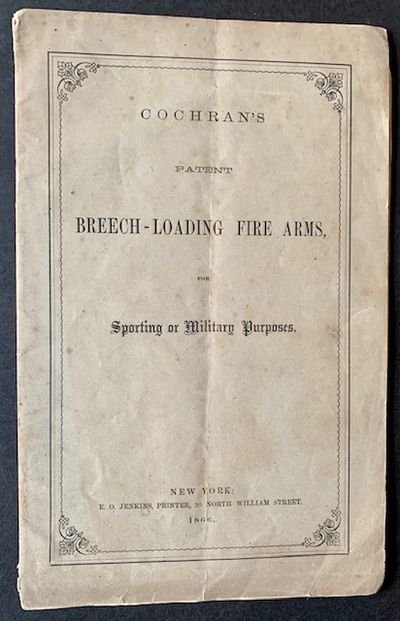 COCHRAN'S
PATENT
BREECH-LOADING FIRE ARMS,
FOR
Sporting or Military Purposes.
NEW YORK:
E. O. JENKINS, PRINTER, 20 NORTH WILLIAM STREET.
1866.